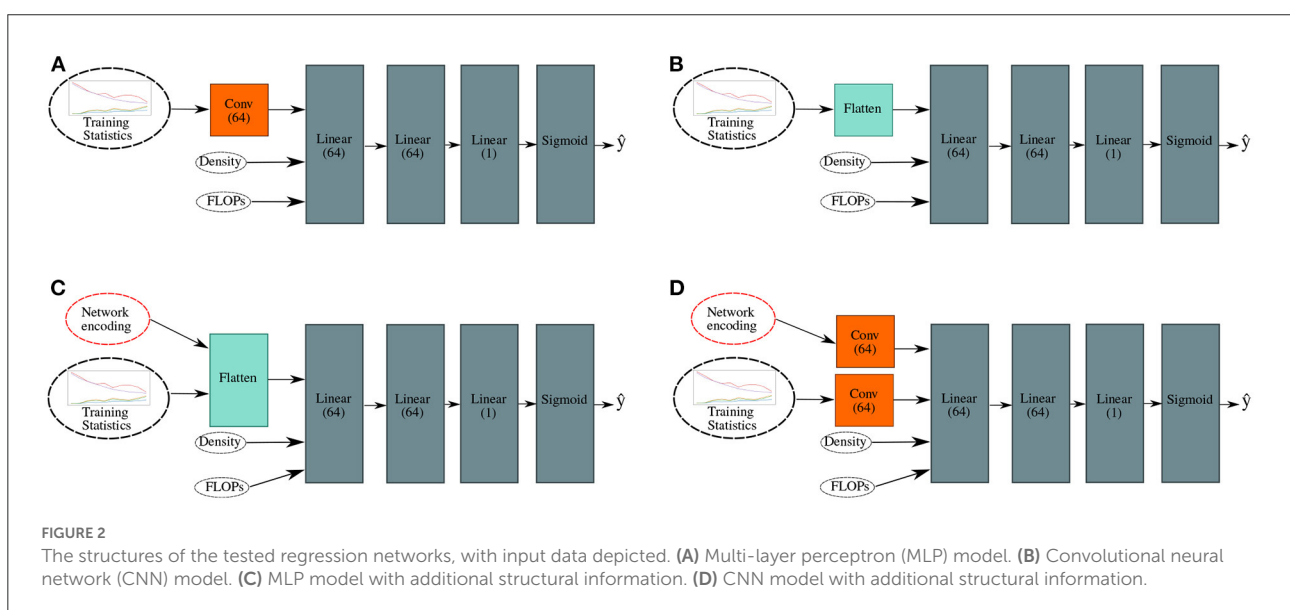 A
Training
Statistics
Conv
(64)
Density
FLOPs
Linear
(64)
Linear
(64)
Linear
(1)
Sigmoid
ŷ
B
Training
Statistics
Flatten
Density
FLOPs
Linear
(64)
Linear
(64)
Linear
(1)
Sigmoid
ŷ
C
Network
encoding
Training
Statistics
Flatten
Density
FLOPs
Linear
(64)
Linear
(64)
Linear
(1)
Sigmoid
ŷ
D
Network
encoding
Training
Statistics
Conv
(64)
Conv
(64)
Density
FLOPs
Linear
(64)
Linear
(64)
Linear
(1)
Sigmoid
ŷ
FIGURE 2
The structures of the tested regression networks, with input data depicted. (A) Multi-layer perceptron (MLP) model. (B) Convolutional neural
network (CNN) model. (C) MLP model with additional structural information. (D) CNN model with additional structural information.